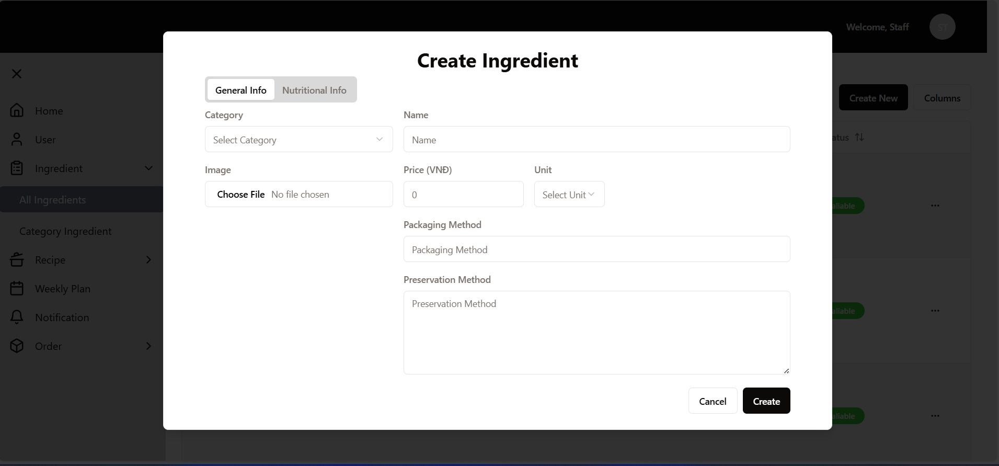 Welcome, Staff
ST
Create Ingredient
General Info
Nutritional Info
Create New
Columns
Category
Name
Select Category
Name
Image
Price (VNĐ)
Unit
Choose File No file chosen
0
Select Unit
Packaging Method
Packaging Method
Preservation Method
Preservation Method
Cancel
Create
Home
User
Ingredient
All Ingredients
Category Ingredient
Recipe
Weekly Plan
Notification
Order
atus
aliable
aliable
aliable